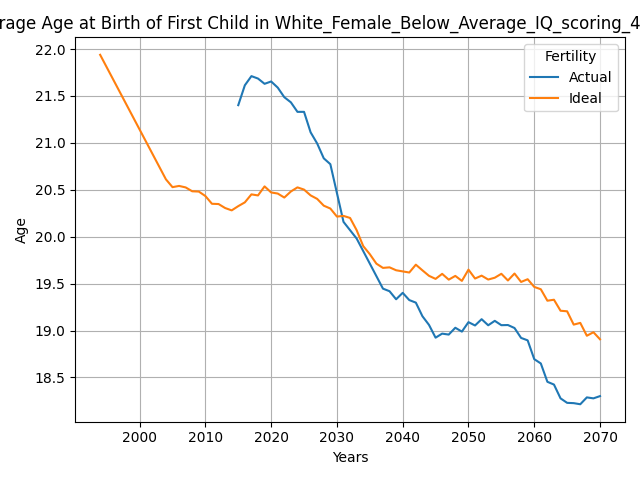 rage Age at Birth of First Child in White_Female_Below_Average_IQ_scoring_4
Fertility
Actual
Ideal
22.0
21.5
21.0
20.5
20.0
19.5
19.0
18.5
Age
2000 2010 2020 2030 2040 2050 2060 2070
Years